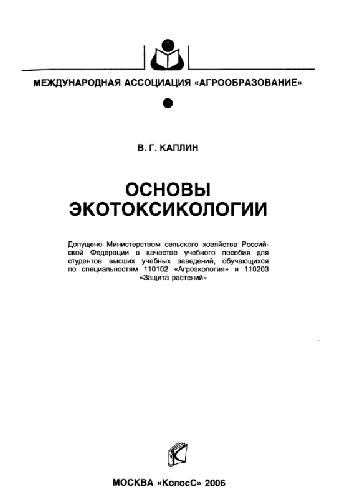 МЕЖДУНАРОДНАЯ АССОЦИАЦИЯ «АГРООБРАЗОВАНИЕ»
В. Г. КАПЛИН
ОСНОВЫ
ЭКОТОКСИКОЛОГИИ
Допущено Министерством сельского хозяйства Россий-
ской Федерации в качестве учебного пособия для
студентов высших учебных заведений, обучающихся
по специальностям 110102 «Агроэкология» и 110203
«Защита растений»
МОСКВА «КолосС» 2006